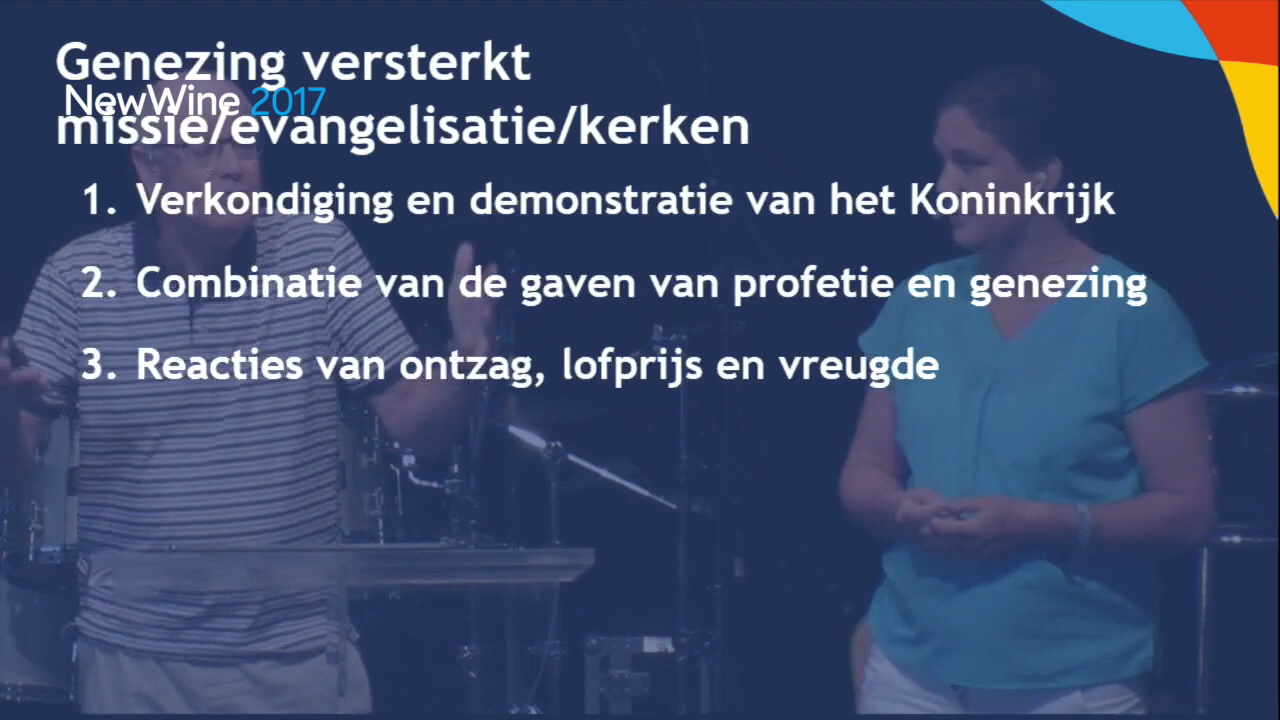 Genezing versterkt
NewWine 2017
missie/evangelisatie/kerken
1. Verkondiging en demonstratie van het Koninkrijk
2. Combinatie van de gaven van profetie en genezing
3. Reacties van ontzag, lofprijs en vreugde